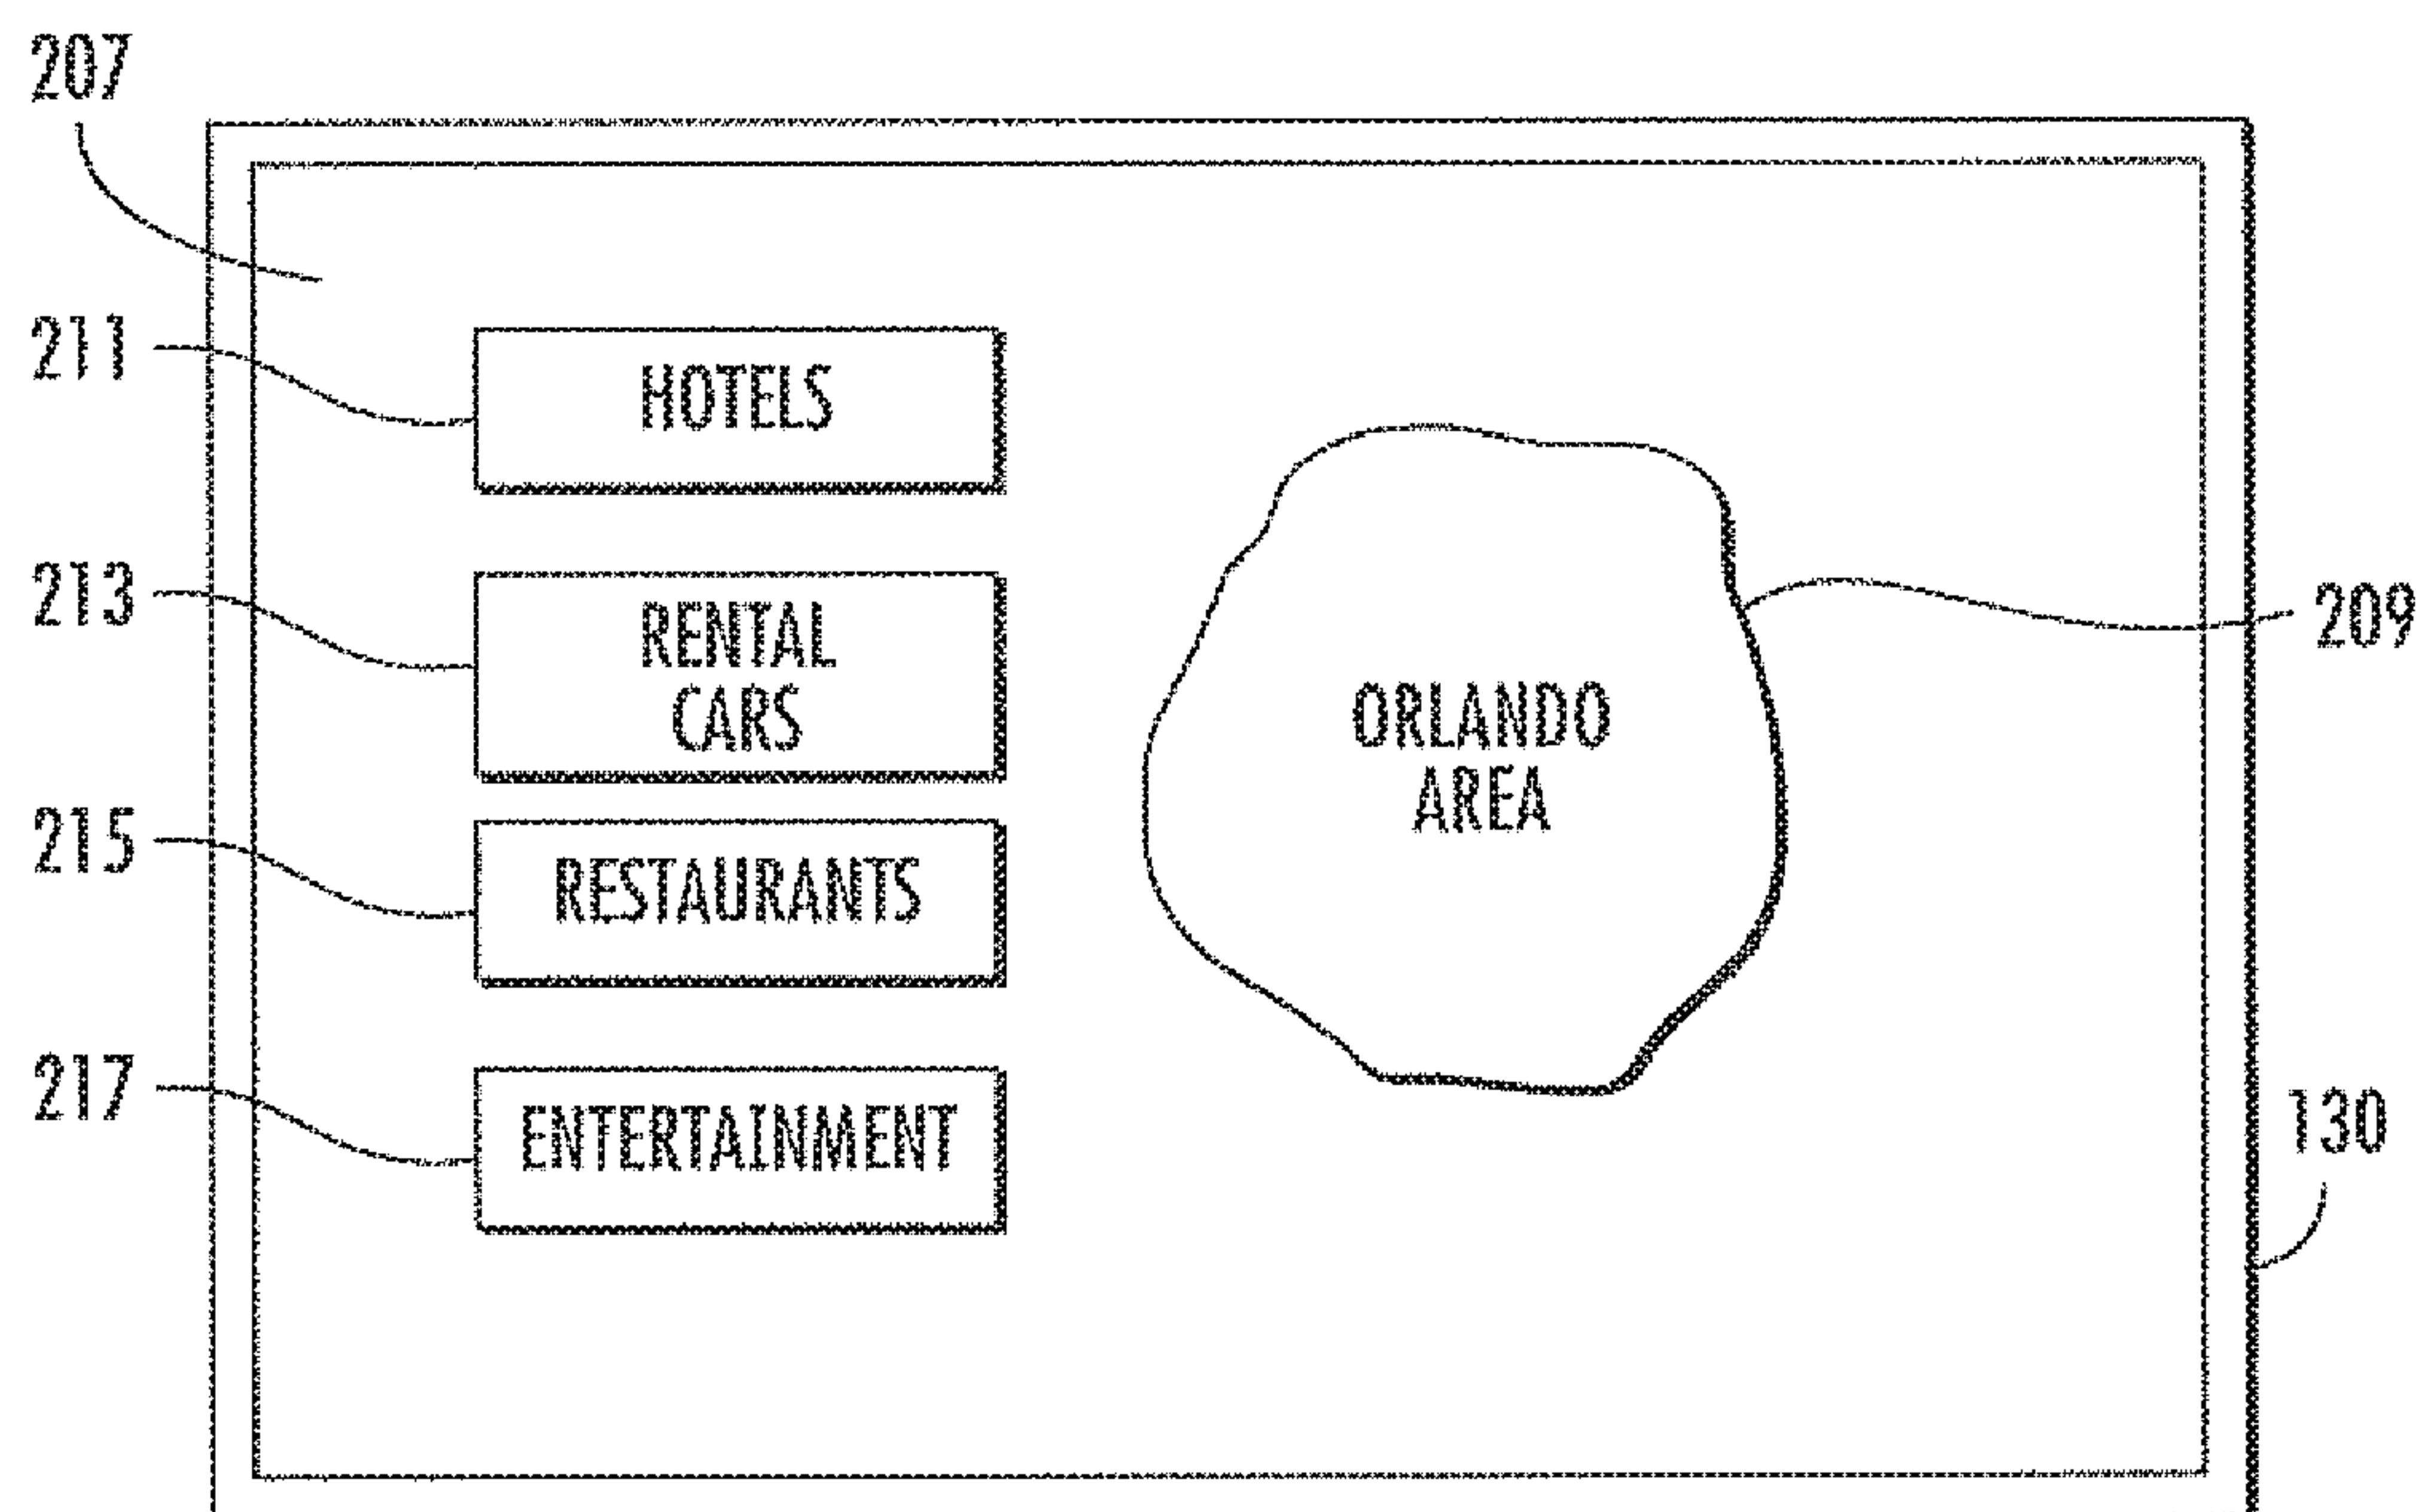 207
211
HOTELS
213
RENTAL
CARS
209
ORLANDO
AREA
215
RESTAURANTS
217
ENTERTAINMENT
130